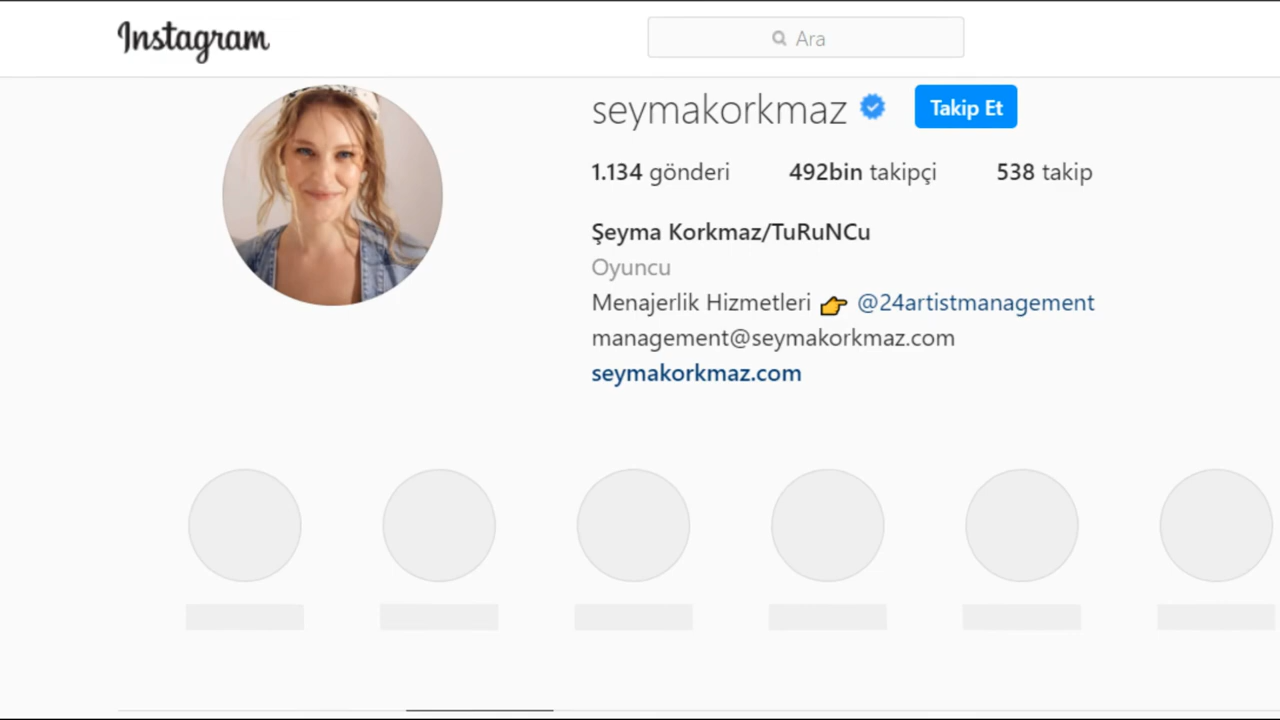 Instagram
Ara
seymakorkmaz
Takip Et
1.134 gönderi 492bin takipçi 538 takip
Şeyma Korkmaz/TuRuNCu
Oyuncu
Menajerlik Hizmetleri 👉 @24artistmanagement
management@seymakorkmaz.com
seymakorkmaz.com